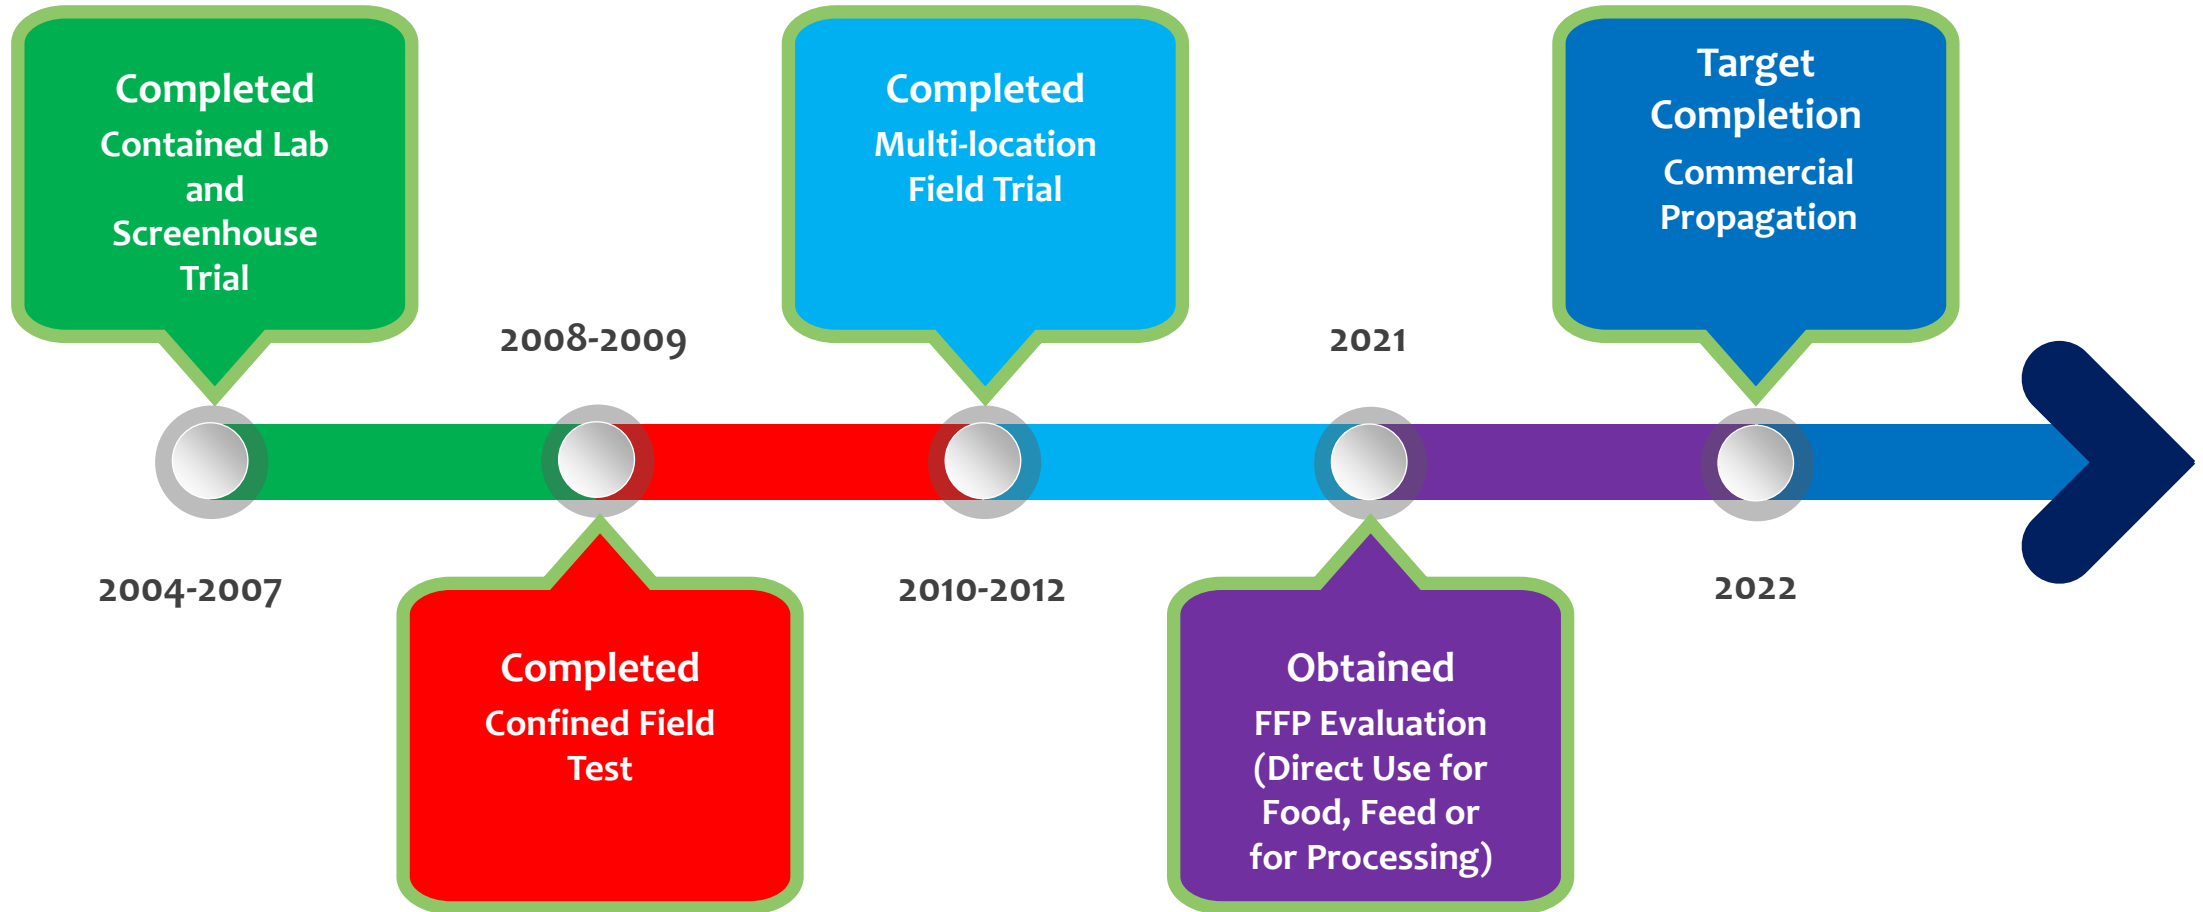 Completed
Contained Lab
and
Screenhouse
Trial
2004-2007
2008-2009
Completed
Confined Field
Test
Completed
Multi-location
Field Trial
2010-2012
2021
Obtained
FFP Evaluation
(Direct Use for
Food, Feed or
for Processing)
Target
Completion
Commercial
Propagation
2022